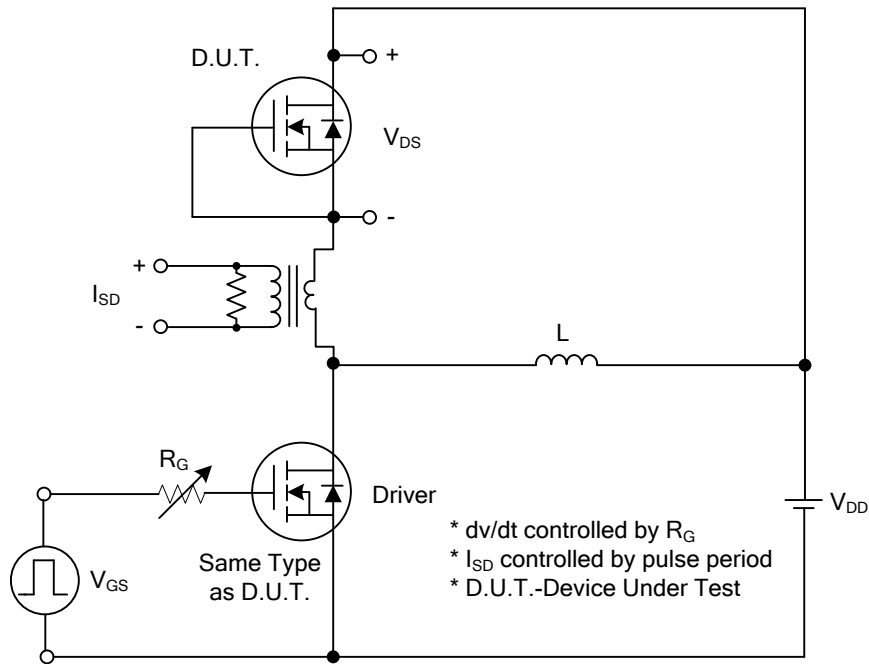 D.U.T.
+
V_DS
-
+
I_SD
-
L
R_G
Driver
V_DD
* dv/dt controlled by R_G
* I_SD controlled by pulse period
* D.U.T.-Device Under Test
Same Type
as D.U.T.
V_GS